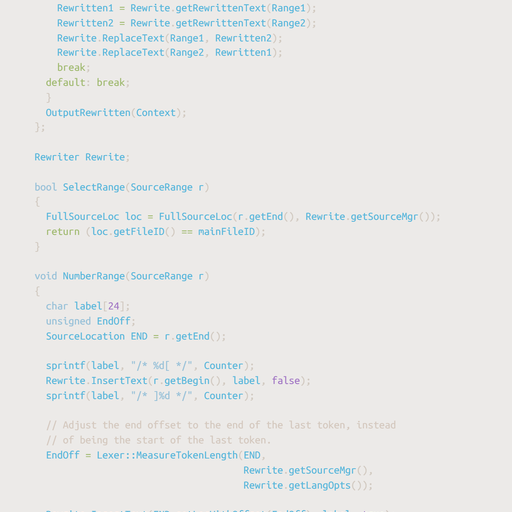 Rewritten1 = Rewrite.getRewrittenText(Range1);
Rewritten2 = Rewrite.getRewrittenText(Range2);
Rewrite.ReplaceText(Range1, Rewritten2);
Rewrite.ReplaceText(Range2, Rewritten1);
break;
default: break;
}
OutputRewritten(Context);
};
Rewriter Rewrite;
bool SelectRange(SourceRange r)
{
FullSourceLoc loc = FullSourceLoc(r.getEnd(), Rewrite.getSourceMgr());
return (loc.getFileID() == mainFileID);
}
void NumberRange(SourceRange r)
{
char label[24];
unsigned EndOff;
SourceLocation END = r.getEnd();
sprintf(label, "/* %d[ */", Counter);
Rewrite.InsertText(r.getBegin(), label, false);
sprintf(label, "/* ]%d */", Counter);
// Adjust the end offset to the end of the last token, instead
// of being the start of the last token.
EndOff = Lexer::MeasureTokenLength(END,
Rewrite.getSourceMgr(),
Rewrite.getLangOpts());